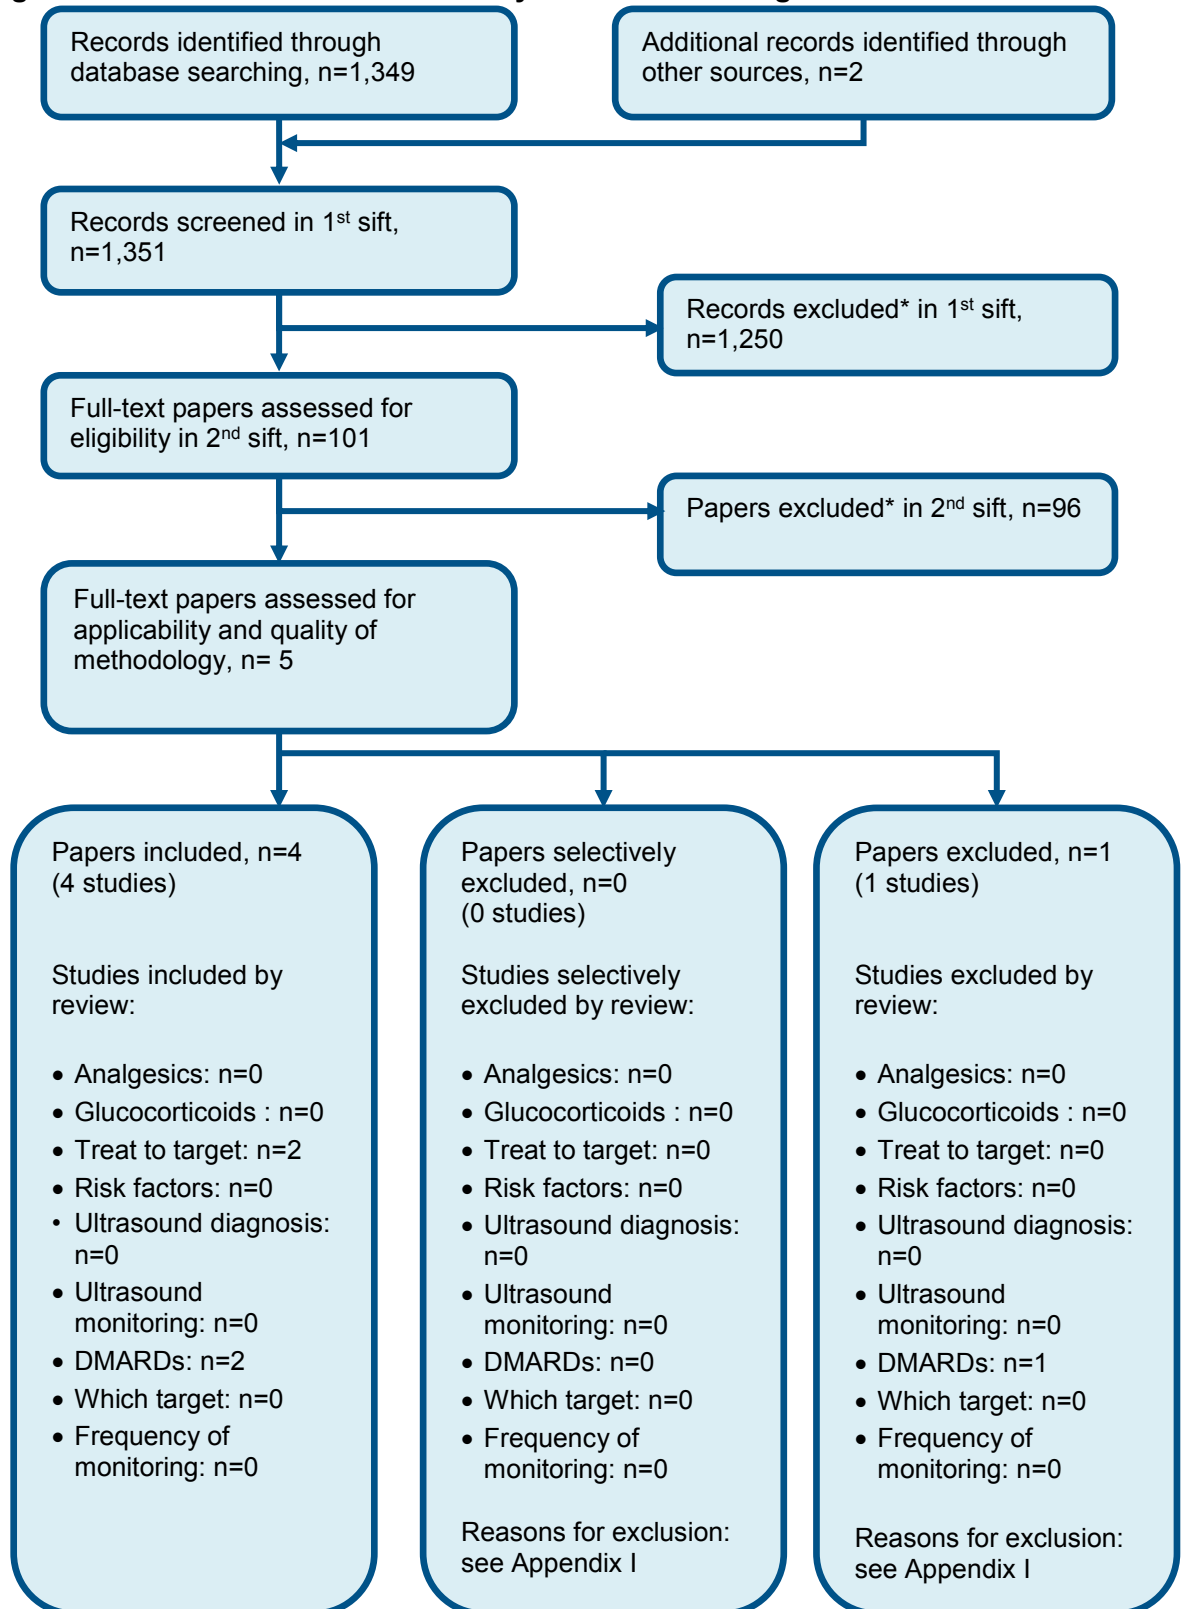 Records identified through
database searching, n=1,349
Additional records identified through
other sources, n=2
Records screened in 1st sift,
n=1,351
Records excluded* in 1st sift,
n=1,250
Full-text papers assessed for
eligibility in 2nd sift, n=101
Papers excluded* in 2nd sift, n=96
Full-text papers assessed for
applicability and quality of
methodology, n= 5
Papers included, n=4
(4 studies)
Studies included by
review:
• Analgesics: n=0
• Glucocorticoids : n=0
• Treat to target: n=2
• Risk factors: n=0
• Ultrasound diagnosis:
n=0
• Ultrasound
monitoring: n=0
• DMARDs: n=2
• Which target: n=0
• Frequency of
monitoring: n=0
Papers selectively
excluded, n=0
(0 studies)
Studies selectively
excluded by review:
• Analgesics: n=0
• Glucocorticoids : n=0
• Treat to target: n=0
• Risk factors: n=0
• Ultrasound diagnosis:
n=0
• Ultrasound
monitoring: n=0
• DMARDs: n=0
• Which target: n=0
• Frequency of
monitoring: n=0
Reasons for exclusion:
see Appendix I
Papers excluded, n=1
(1 studies)
Studies excluded by
review:
• Analgesics: n=0
• Glucocorticoids : n=0
• Treat to target: n=0
• Risk factors: n=0
• Ultrasound diagnosis:
n=0
• Ultrasound
monitoring: n=0
• DMARDs: n=1
• Which target: n=0
• Frequency of
monitoring: n=0
Reasons for exclusion:
see Appendix I